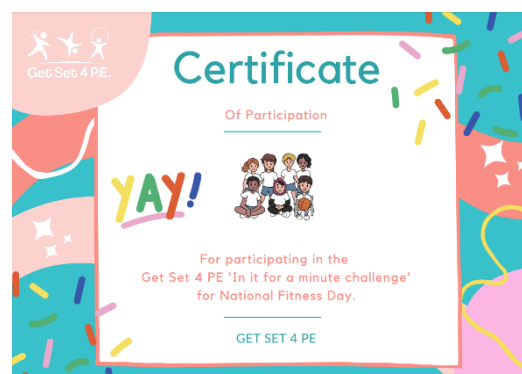 Get Set 4 P.E.
Certificate
Of Participation
YAY!
For participating in the
Get Set 4 PE 'In it for a minute challenge'
for National Fitness Day.
GET SET 4 PE